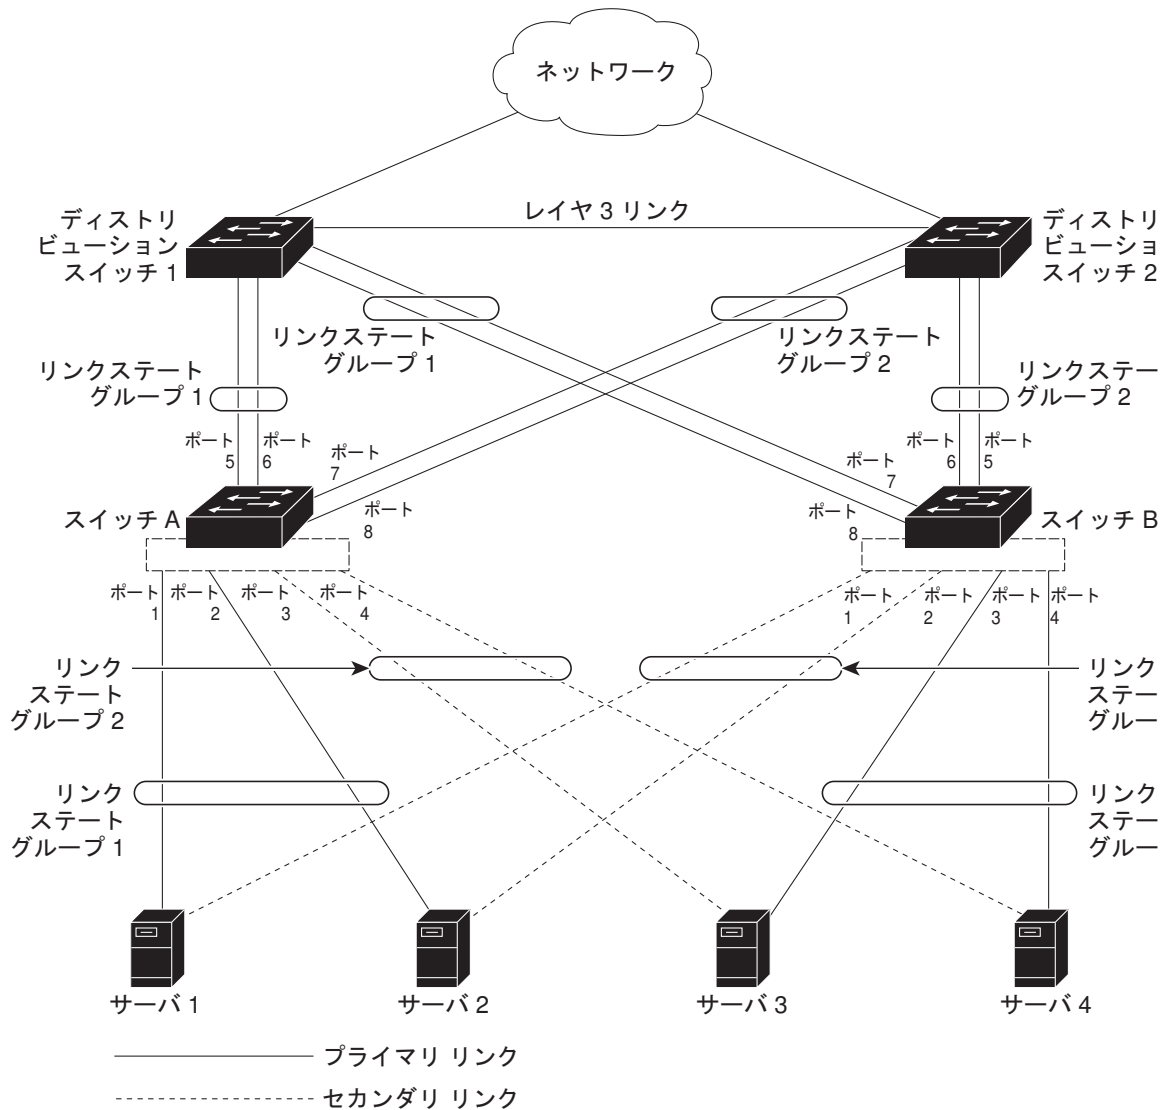 ネットワーク
レイヤ 3 リンク
ディストリ
ビューション
スイッチ 1
ディストリ
ビューショ
スイッチ 2
リンクステート
グループ 1
リンクステート
グループ 2
リンクステート
グループ 1
リンクステー
グループ 2
ポート
5
ポート
6
ポート
7
ポート
8
ポート
7
ポート
6
ポート
5
ポート
8
スイッチ A
スイッチ B
ポート
1
ポート
2
ポート
3
ポート
4
ポート
1
ポート
2
ポート
3
ポート
4
リンク
ステート
グループ 2
リンク
ステー
グルー
リンク
ステート
グループ 1
リンク
ステー
グルー
サーバ 1
サーバ 2
サーバ 3
サーバ 4
プライマリ リンク
セカンダリ リンク